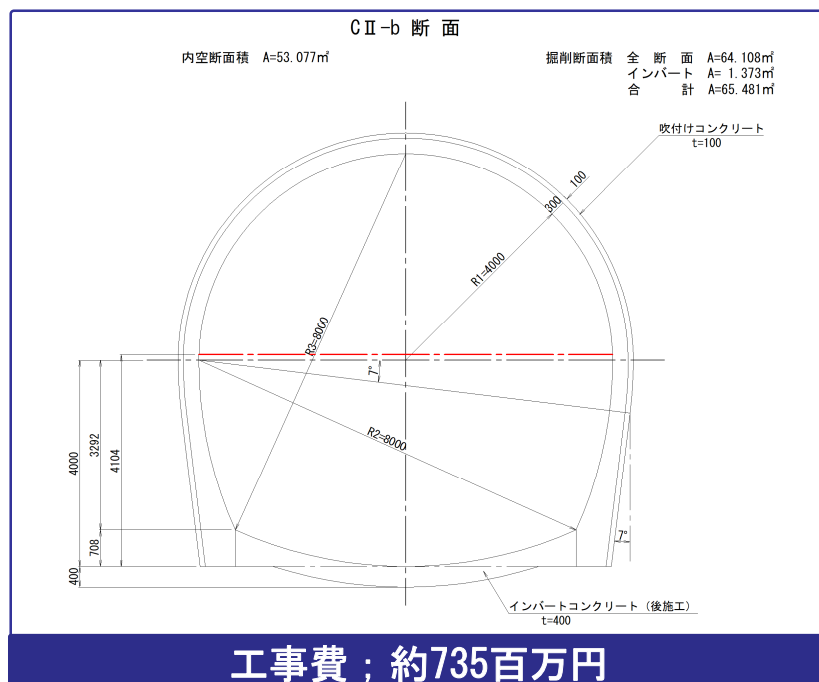 CⅡ-b 断面
内空断面積 A=53.077㎡
掘削断面積 全断面 A=64.108㎡
インバート A= 1.373㎡
合計 A=65.481㎡
吹付けコンクリート
t=100
100
300
R1=4000
R3=8000
7°
R2=8000
3292
4000
4104
708
400
7°
インバートコンクリート（後施工）
t=400
工事費；約735百万円